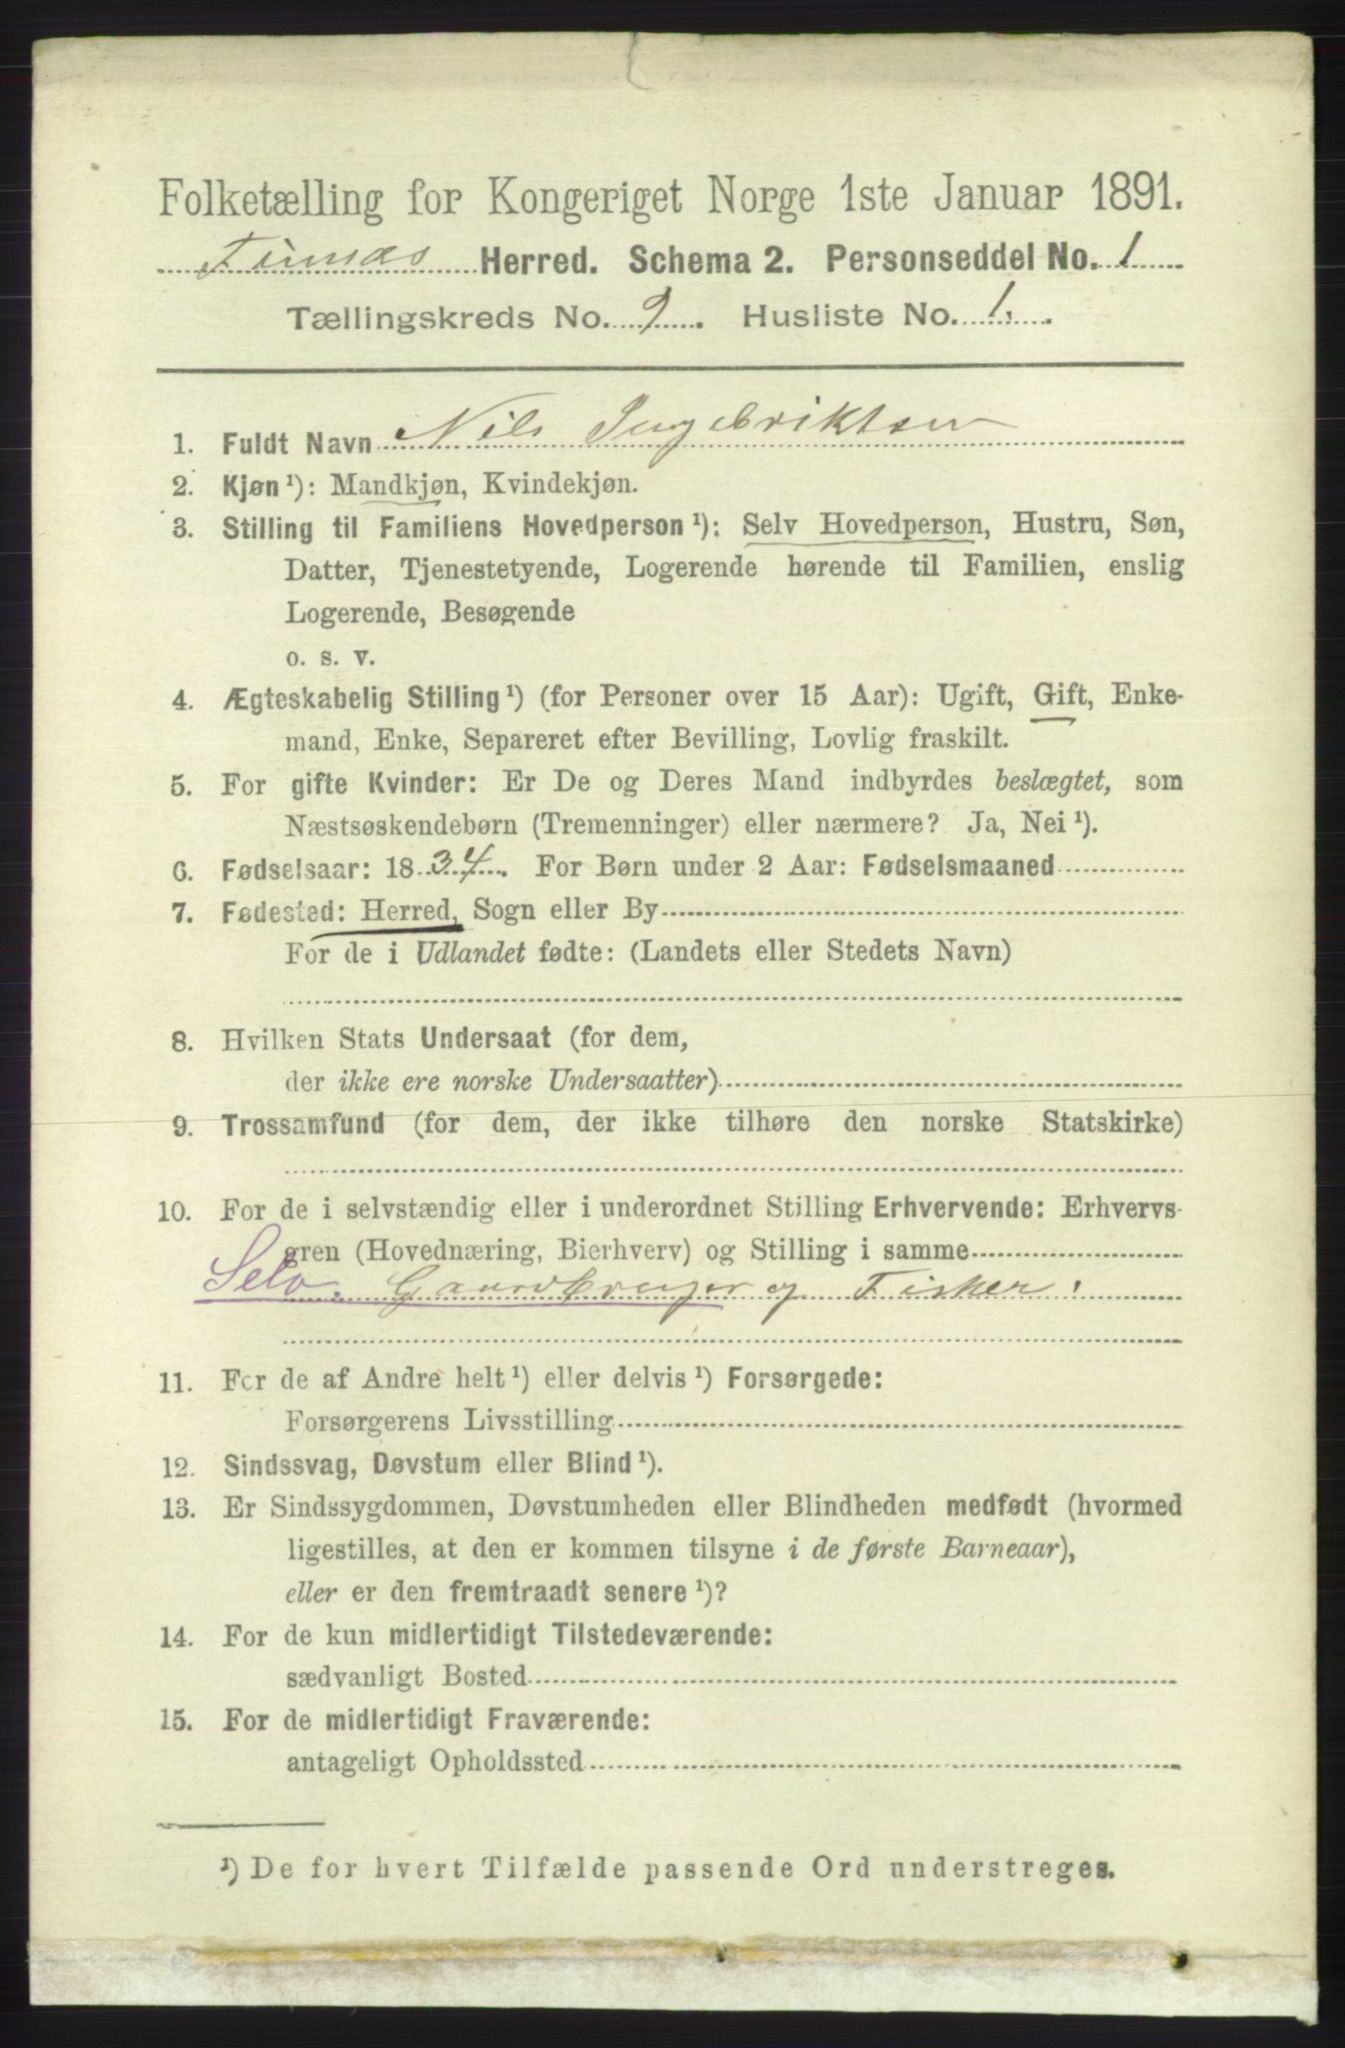 Folketælling for Kongeriget Norge 1ste Januar 1891.
Finnaas Herred. Schema 2. Personseddel No. 1
Tællingskreds No. 9. Husliste No. 1.
1. Fuldt Navn Nils Ingebriktsen
2. Kjøn¹): Mandkjøn, Kvindekjøn.
3. Stilling til Familiens Hovedperson¹): Selv Hovedperson, Hustru, Søn,
Datter, Tjenestetyende, Logerende hørende til Familien, enslig
Logerende, Besøgende
o. s. v.
4. Ægteskabelig Stilling¹) (for Personer over 15 Aar): Ugift, Gift, Enke-
mand, Enke, Separeret efter Bevilling, Lovlig fraskilt.
5. For gifte Kvinder: Er De og Deres Mand indbyrdes beslægtet, som
Næstsøskendebørn (Tremenninger) eller nærmere? Ja, Nei¹).
6. Fødselsaar: 1834. For Børn under 2 Aar: Fødselsmaaned
7. Fødested: Herred, Sogn eller By
For de i Udlandet fødte: (Landets eller Stedets Navn)
8. Hvilken Stats Undersaat (for dem,
der ikke ere norske Undersaatter)
9. Trossamfund (for dem, der ikke tilhøre den norske Statskirke)
10. For de i selvstændig eller i underordnet Stilling Erhvervende: Erhvervs-
gren (Hovednæring, Bierhverv) og Stilling i samme
Selv. Gaardbruger og Fisker.
11. For de af Andre helt¹) eller delvis¹) Forsørgede:
Forsørgerens Livsstilling
12. Sindssvag, Døvstum eller Blind¹).
13. Er Sindssygdommen, Døvstumheden eller Blindheden medfødt (hvormed
ligestilles, at den er kommen tilsyne i de første Barneaar),
eller er den fremtraadt senere¹)?
14. For de kun midlertidigt Tilstedeværende:
sædvanligt Bosted
15. For de midlertidigt Fraværende:
antageligt Opholdssted
¹) De for hvert Tilfælde passende Ord understreges.